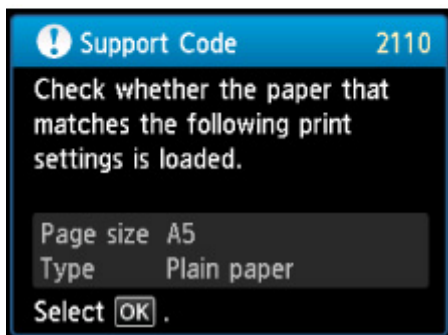 Support Code 2110
Check whether the paper that
matches the following print
settings is loaded.
Page size A5
Type Plain paper
Select OK .